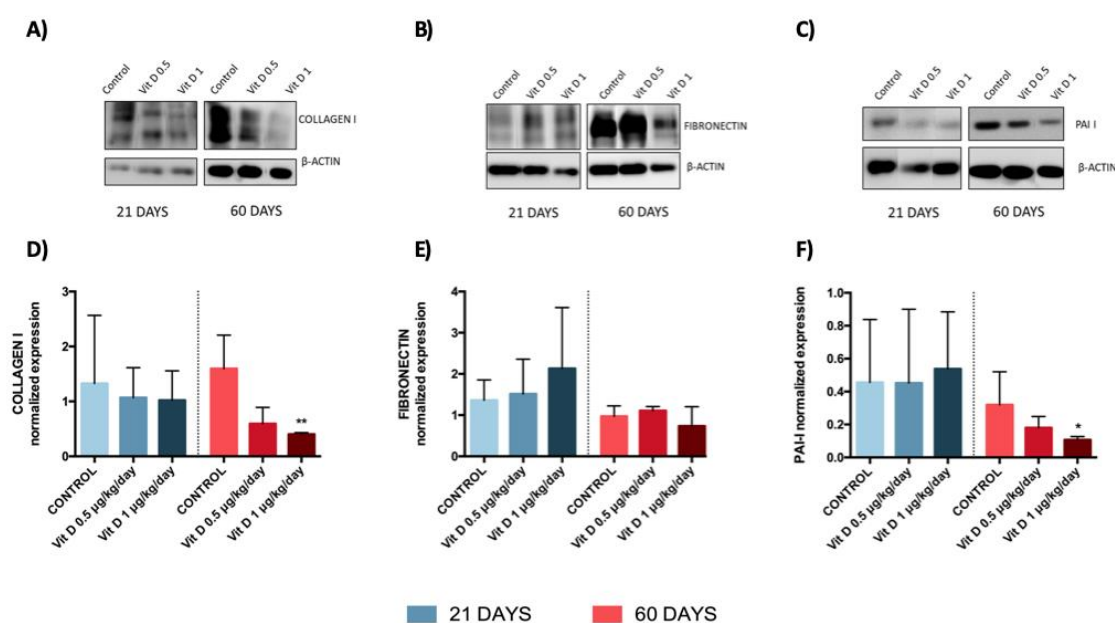 A)
Control
Vit D 0.5
Vit D 1
Control
Vit D 0.5
Vit D 1
COLLAGEN I
β-ACTIN
21 DAYS
60 DAYS
B)
Control
Vit D 0.5
Vit D 1
Control
Vit D 0.5
Vit D 1
FIBRONECTIN
β-ACTIN
21 DAYS
60 DAYS
C)
Control
Vit D 0.5
Vit D 1
Control
Vit D 0.5
Vit D 1
PAI I
β-ACTIN
21 DAYS
60 DAYS
D)
COLLAGEN I
normalized expression
3
2
1
0
**
CONTROL
Vit D 0.5 µg/kg/day
Vit D 1 µg/kg/day
CONTROL
Vit D 0.5 µg/kg/day
Vit D 1 µg/kg/day
E)
FIBRONECTIN
normalized expression
4
3
2
1
0
CONTROL
Vit D 0.5 µg/kg/day
Vit D 1 µg/kg/day
CONTROL
Vit D 0.5 µg/kg/day
Vit D 1 µg/kg/day
F)
PAI-I normalized expression
1.0
0.8
0.6
0.4
0.2
0.0
*
CONTROL
Vit D 0.5 µg/kg/day
Vit D 1 µg/kg/day
CONTROL
Vit D 0.5 µg/kg/day
Vit D 1 µg/kg/day
21 DAYS
60 DAYS